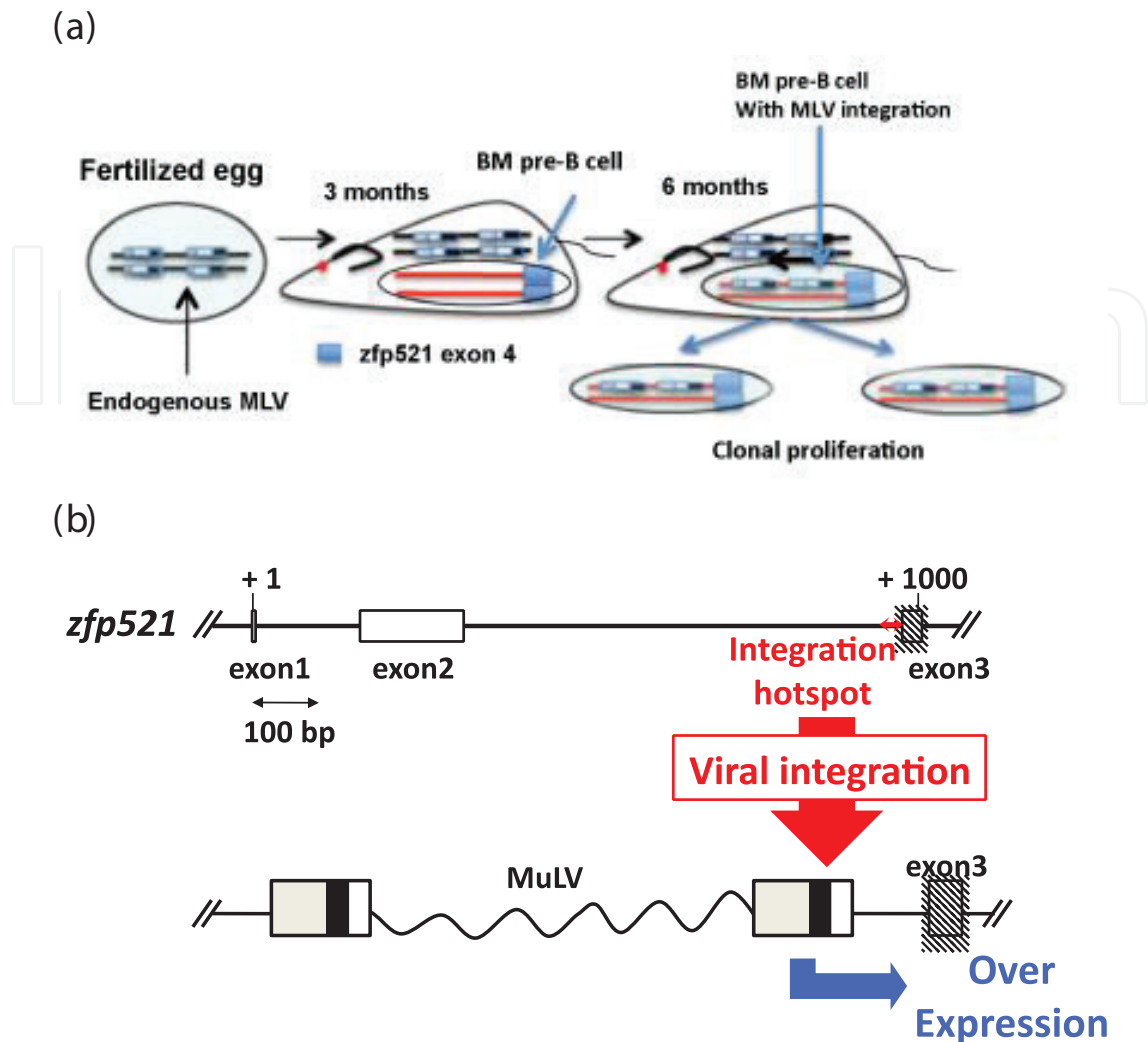 (a)
BM pre-B cell
With MLV integration
BM pre-B cell
Fertilized egg
3 months
6 months
zfp521 exon 4
Endogenous MLV
Clonal proliferation
(b)
+ 1
+ 1000
zfp521
exon1
exon2
Integration
hotspot
exon3
100 bp
Viral integration
MuLV
exon3
Over
Expression